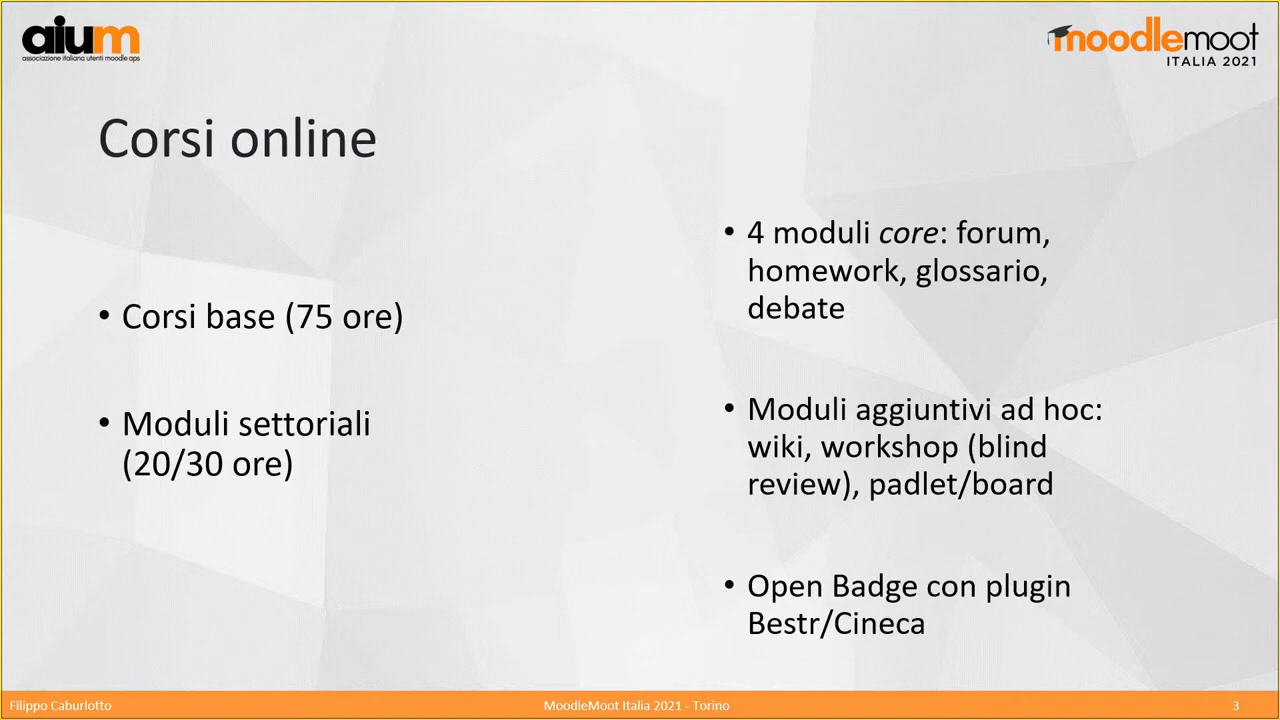 aium
associazione italiana utenti moodle aps
moodlemoot
ITALIA 2021
Corsi online
• Corsi base (75 ore)
• Moduli settoriali
(20/30 ore)
• 4 moduli core: forum,
homework, glossario,
debate
• Moduli aggiuntivi ad hoc:
wiki, workshop (blind
review), padlet/board
• Open Badge con plugin
Bestr/Cineca
Filippo Caburlotto
MoodleMoot Italia 2021 - Torino
3